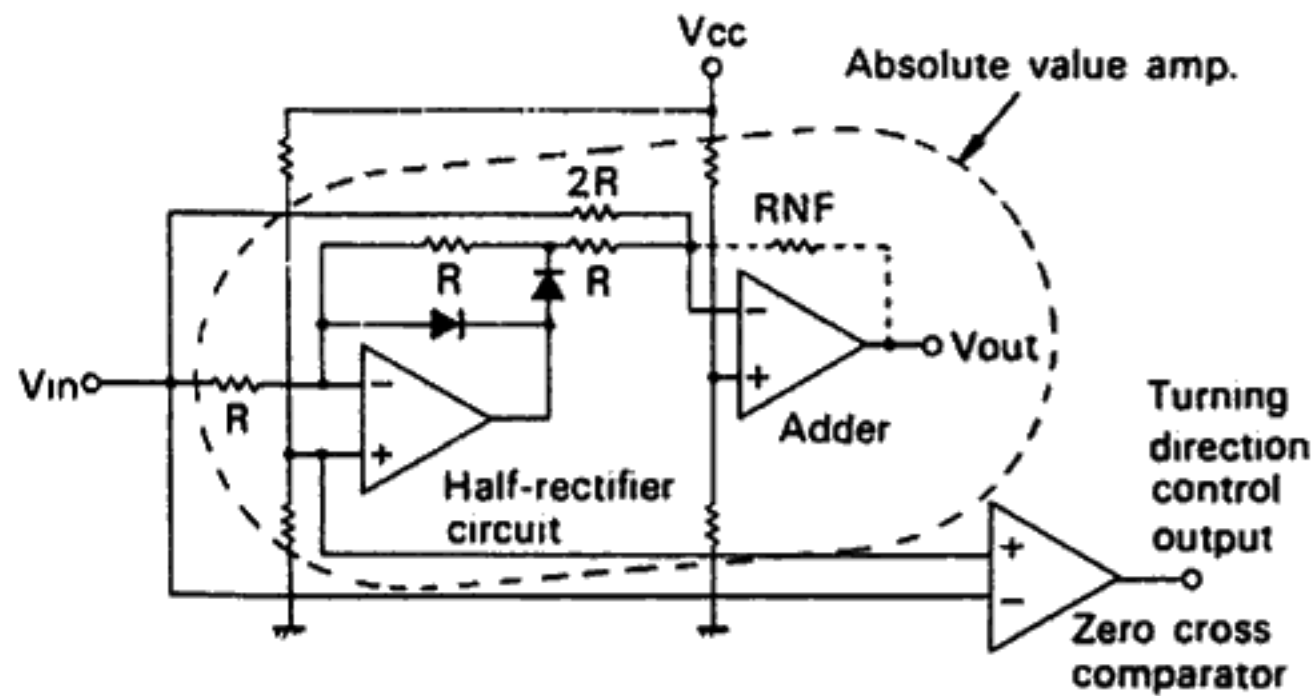 Vcc
Absolute value amp.
2R
RNF
R
R
-
+
Vout
Vin
R
-
+
Adder
Half-rectifier
circuit
Turning
direction
control
output
+
-
Zero cross
comparator